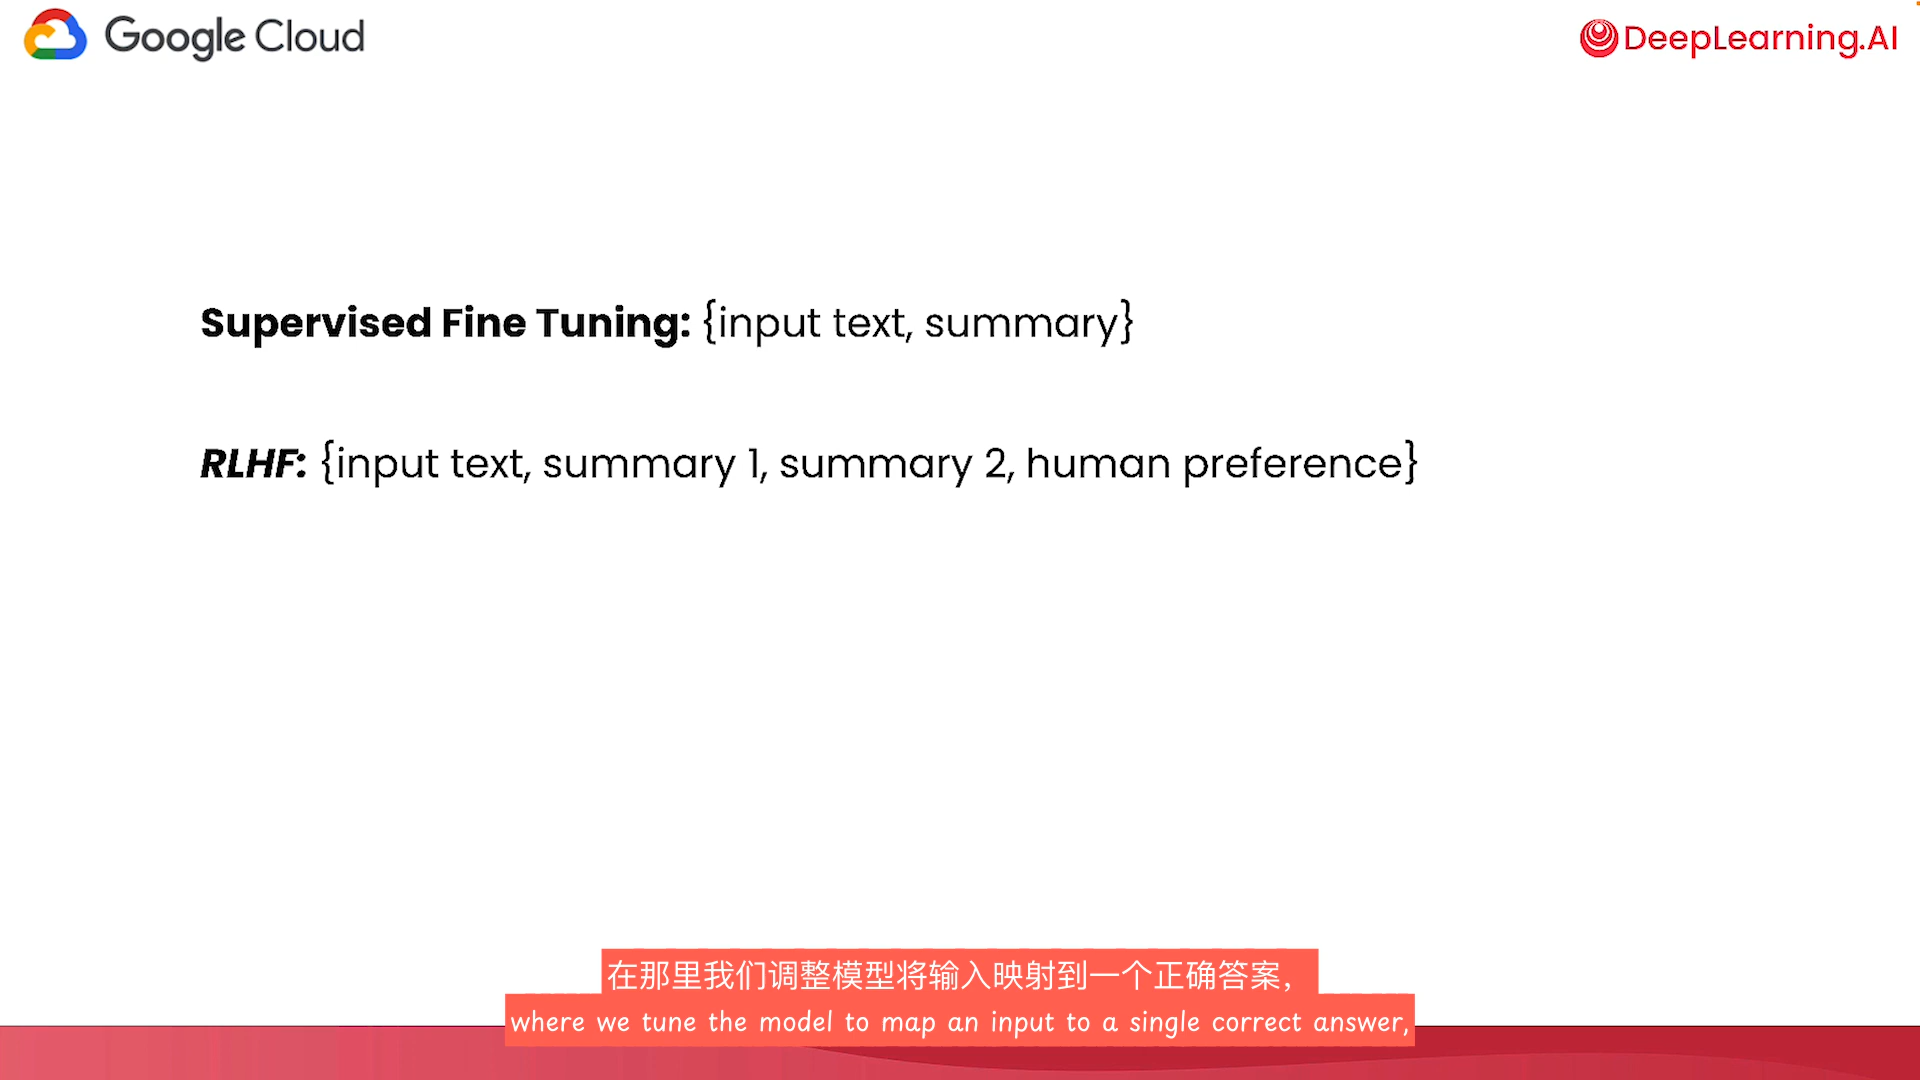 Google Cloud
DeepLearning.AI
Supervised Fine Tuning: {input text, summary}
RLHF: {input text, summary 1, summary 2, human preference}
在那里我们调整模型将输入映射到一个正确答案，
where we tune the model to map an input to a single correct answer,